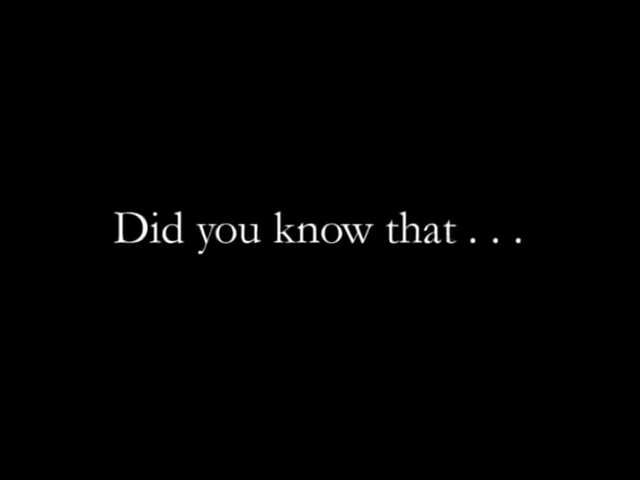 Did you know that . . .